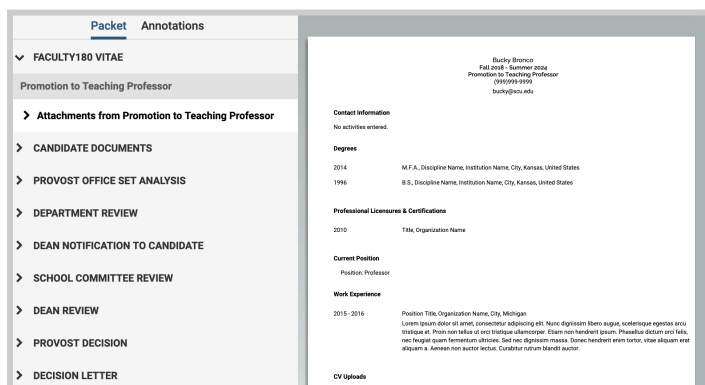 Packet Annotations
FACULTY180 VITAE
Promotion to Teaching Professor
Attachments from Promotion to Teaching Professor
CANDIDATE DOCUMENTS
PROVOST OFFICE SET ANALYSIS
DEPARTMENT REVIEW
DEAN NOTIFICATION TO CANDIDATE
SCHOOL COMMITTEE REVIEW
DEAN REVIEW
PROVOST DECISION
DECISION LETTER
Bucky Bronco
Fall 2018 - Summer 2024
Promotion to Teaching Professor
(999)999-9999
bucky@scu.edu
Contact Information
No activities entered.
Degrees
2014 M.F.A., Discipline Name, Institution Name, City, Kansas, United States
1996 B.S., Discipline Name, Institution Name, City, Kansas, United States
Professional Licensures & Certifications
2010 Title, Organization Name
Current Position
Position: Professor
Work Experience
2015 - 2016 Position Title, Organization Name, City, Michigan
Lorem ipsum dolor sit amet, consectetur adipiscing elit. Nunc dignissim libero augue, scelerisque egestas arcu
tristique et. Proin non tellus ut orci tristique ullamcorper. Etiam non hendrerit ipsum. Phasellus dictum orci felis,
nec feugiat quam fermentum ultricies. Sed nec dignissim massa. Donec hendrerit enim tortor, vitae aliquam erat
aliquam a. Aenean non auctor lectus. Curabitur rutrum blandit auctor.
CV Uploads